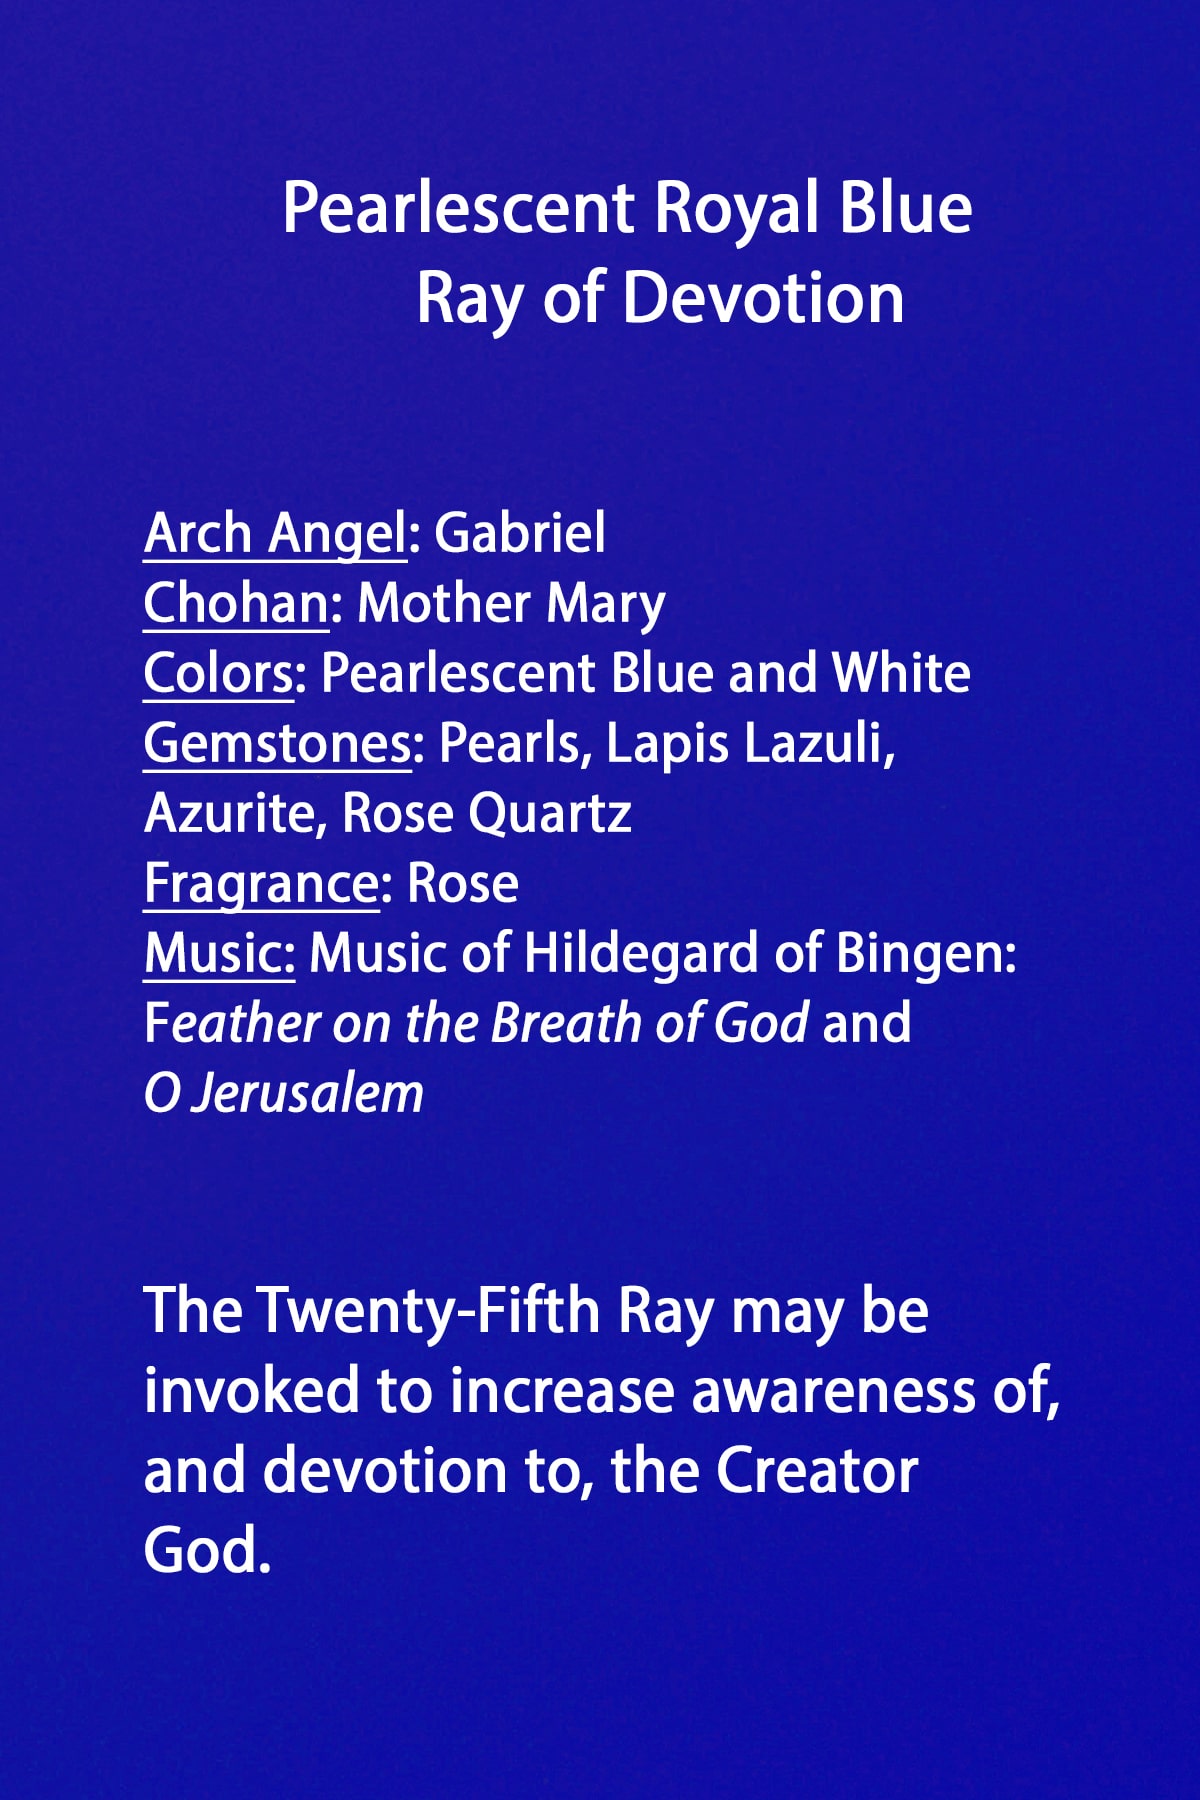 Pearlescent Royal Blue
Ray of Devotion
Arch Angel: Gabriel
Chohan: Mother Mary
Colors: Pearlescent Blue and White
Gemstones: Pearls, Lapis Lazuli,
Azurite, Rose Quartz
Fragrance: Rose
Music: Music of Hildegard of Bingen:
Feather on the Breath of God and
O Jerusalem
The Twenty-Fifth Ray may be
invoked to increase awareness of,
and devotion to, the Creator
God.